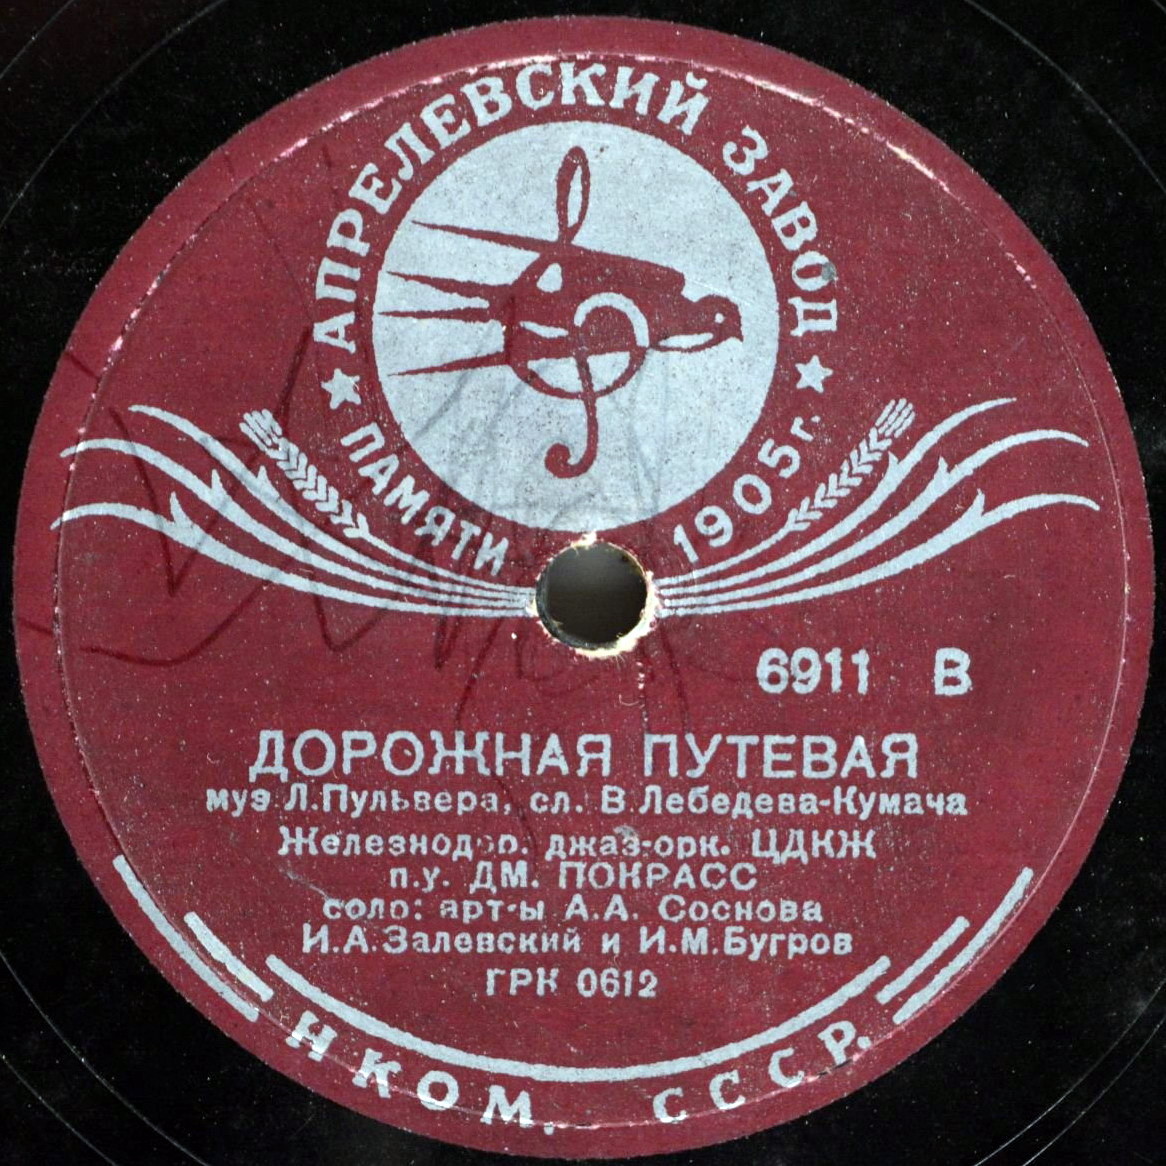 АПРЕЛЕВСКИЙ ЗАВОД
ПАМЯТИ 1905 г.
6911 В
ДОРОЖНАЯ ПУТЕВАЯ
муз Л.Пульвера, сл. В.Лебедева-Кумача
Железнодор. джаз-орк. ЦДКЖ
п.у. ДМ. ПОКРАСС
соло: арт-ы А.А. Соснова
И.А.Залевский и И.М.Бугров
ГРК 0612
НКОМ. СССР.